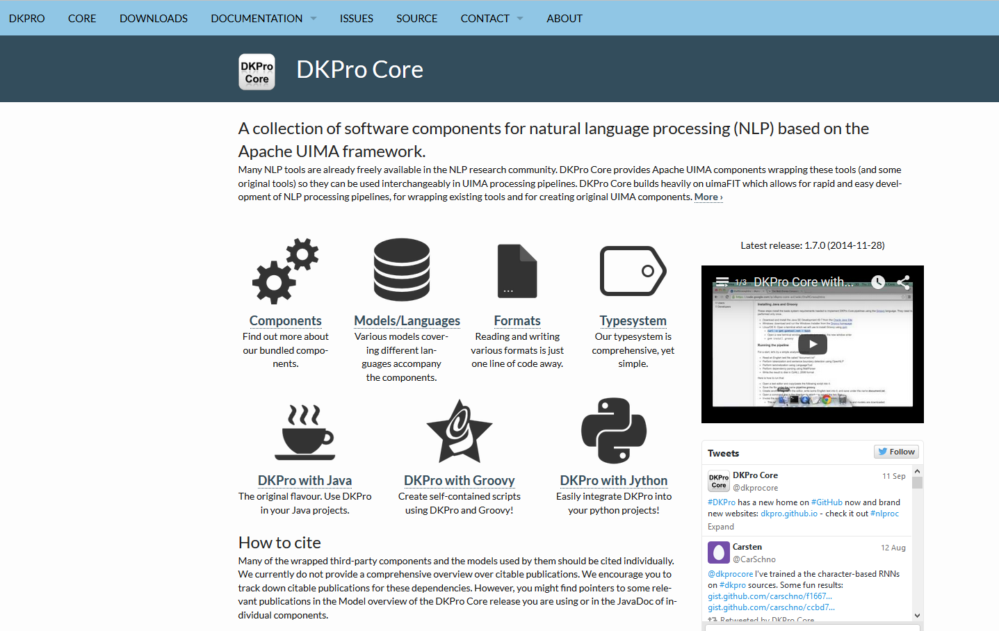 DKPRO CORE DOWNLOADS DOCUMENTATION ISSUES SOURCE CONTACT ABOUT
DKPro
Core
DKPro Core
A collection of software components for natural language processing (NLP) based on the
Apache UIMA framework.
Many NLP tools are already freely available in the NLP research community. DKPro Core provides Apache UIMA components wrapping these tools (and some
original tools) so they can be used interchangeably in UIMA processing pipelines. DKPro Core builds heavily on uimaFIT which allows for rapid and easy devel-
opment of NLP processing pipelines, for wrapping existing tools and for creating original UIMA components. More ›
Components
Find out more about
our bundled compo-
nents.
Models/Languages
Various models cover-
ing different lan-
guages accompany
the components.
Formats
Reading and writing
various formats is just
one line of code away.
Typesystem
Our typesystem is
comprehensive, yet
simple.
DKPro with Java
The original flavour. Use DKPro
in your Java projects.
DKPro with Groovy
Create self-contained scripts
using DKPro and Groovy!
DKPro with Jython
Easily integrate DKPro into
your python projects!
How to cite
Many of the wrapped third-party components and the models used by them should be cited individually.
We currently do not provide a comprehensive overview over citable publications. We encourage you to
track down citable publications for these dependencies. However, you might find pointers to some rele-
vant publications in the Model overview of the DKPro Core release you are using or in the JavaDoc of in-
dividual components.
Latest release: 1.7.0 (2014-11-28)
1/3 DKPro Core with...
Installing Java and Groovy
Running the pipeline
Tweets Follow
DKPro
Core
DKPro Core 11 Sep
@dkprocore
#DKPro has a new home on #GitHub now and brand
new websites: dkpro.github.io - check it out #nlproc
Expand
Carsten 12 Aug
@CarSchno
@dkprocore I've trained a the character-based RNNs
on #dkpro sources. Some fun results:
gist.github.com/carschno/f1667...
gist.github.com/carschno/ccbd7...
Retweeted by DKPro Core